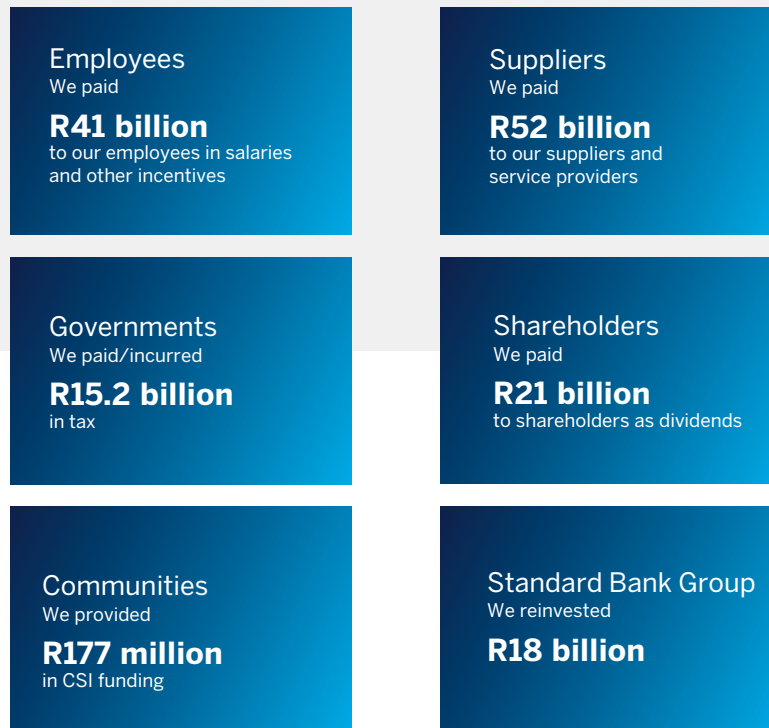 Employees
We paid
R41 billion
to our employees in salaries
and other incentives
Suppliers
We paid
R52 billion
to our suppliers and
service providers
Governments
We paid/incurred
R15.2 billion
in tax
Shareholders
We paid
R21 billion
to shareholders as dividends
Communities
We provided
R177 million
in CSI funding
Standard Bank Group
We reinvested
R18 billion